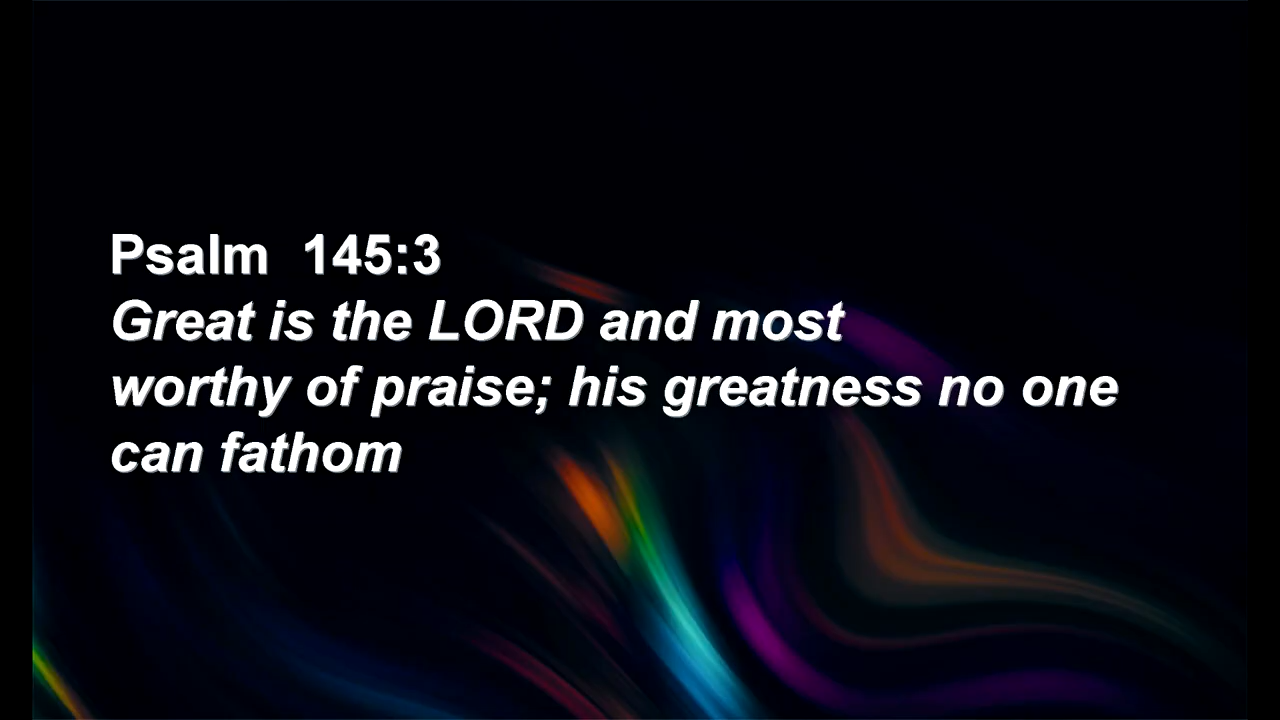 Psalm  145:3
Great is the LORD and most
worthy of praise; his greatness no one
can fathom